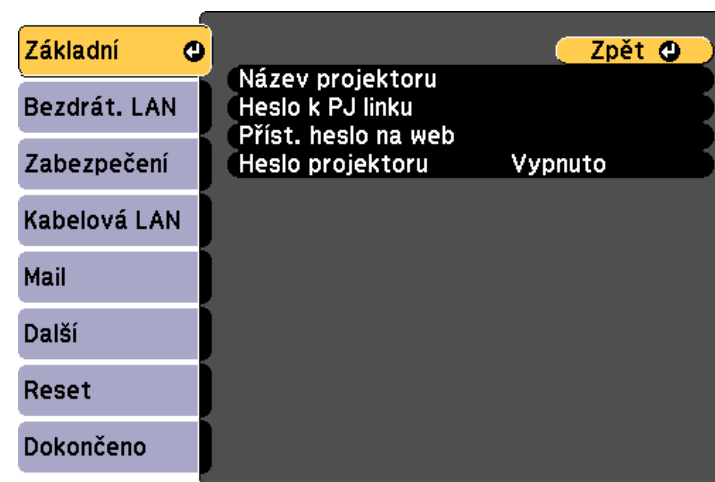 Základní
Bezdrát. LAN
Zabezpečení
Kabelová LAN
Mail
Další
Reset
Dokončeno
Zpět
Název projektoru
Heslo k PJ linku
Příst. heslo na web
Heslo projektoru Vypnuto